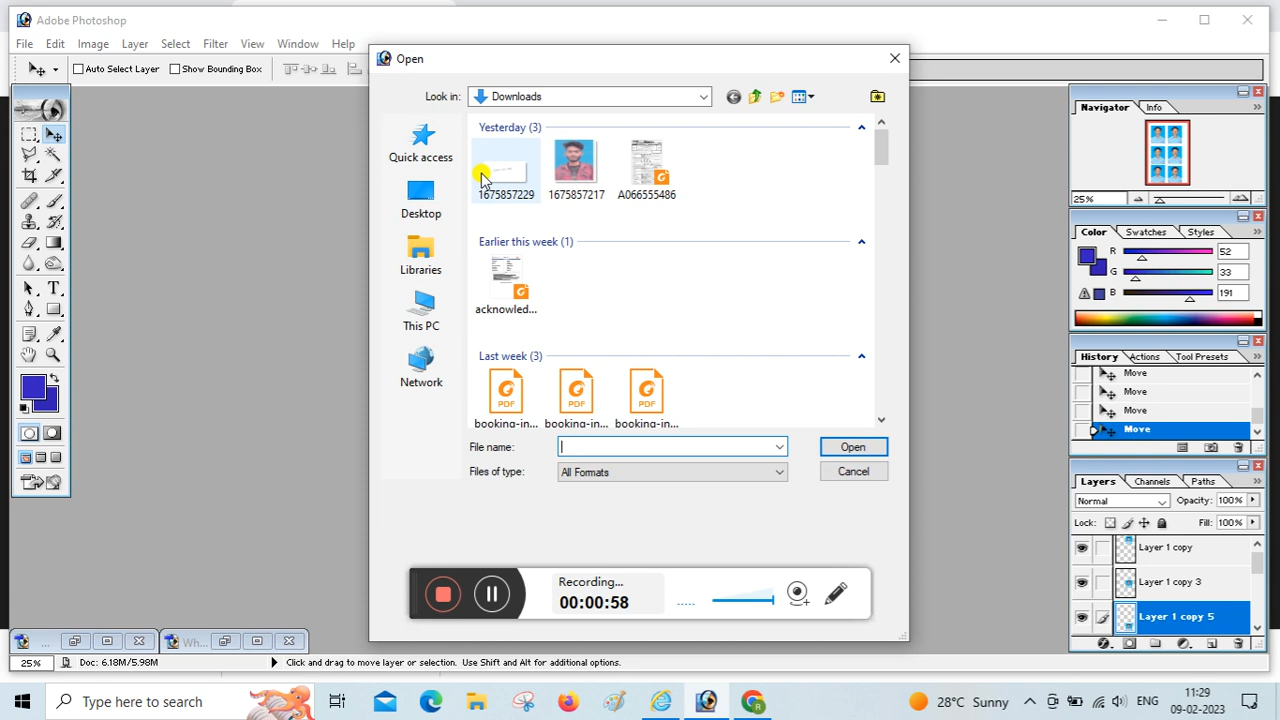 Adobe Photoshop
File Edit Image Layer Select Filter View Window Help
Auto Select Layer Show Bounding Box
Open
Look in: Downloads
Quick access
Desktop
Libraries
This PC
Network
Yesterday (3)
1675857229 1675857217 A066555486
Earlier this week (1)
acknowled...
Last week (3)
PDF PDF PDF
booking-in... booking-in... booking-in...
File name: Open
Files of type: All Formats Cancel
Recording...
00:00:58
Navigator Info
25%
Color Swatches Styles
R 52
G 33
B 191
History Actions Tool Presets
Move
Move
Move
Move
Layers Channels Paths
Normal Opacity: 100%
Lock: Fill: 100%
Layer 1 copy
Layer 1 copy 3
Layer 1 copy 5
... Wh...
25% Doc: 6.18M/5.98M Click and drag to move layer or selection. Use Shift and Alt for additional options.
Type here to search 28°C Sunny ENG 11:29
09-02-2023